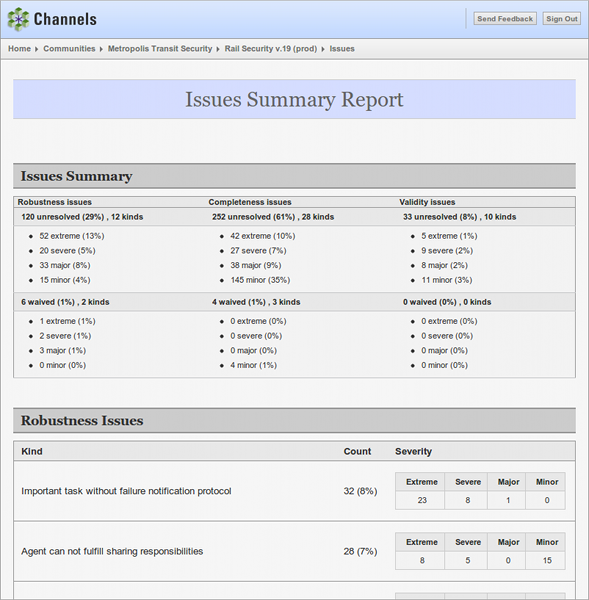 Channels
Send Feedback Sign Out
Home Communities Metropolis Transit Security Rail Security v.19 (prod) Issues
Issues Summary Report
Issues Summary
Robustness issues Completeness issues Validity issues
120 unresolved (29%) , 12 kinds 252 unresolved (61%) , 28 kinds 33 unresolved (8%) , 10 kinds
52 extreme (13%) 42 extreme (10%) 5 extreme (1%)
20 severe (5%) 27 severe (7%) 9 severe (2%)
33 major (8%) 38 major (9%) 8 major (2%)
15 minor (4%) 145 minor (35%) 11 minor (3%)
6 waived (1%) , 2 kinds 4 waived (1%) , 3 kinds 0 waived (0%) , 0 kinds
1 extreme (1%) 0 extreme (0%) 0 extreme (0%)
2 severe (1%) 0 severe (0%) 0 severe (0%)
3 major (1%) 0 major (0%) 0 major (0%)
0 minor (0%) 4 minor (1%) 0 minor (0%)
Robustness Issues
Kind Count Severity
Extreme Severe Major Minor
Important task without failure notification protocol 32 (8%) 23 8 1 0
Extreme Severe Major Minor
Agent can not fulfill sharing responsibilities 28 (7%) 8 5 0 15